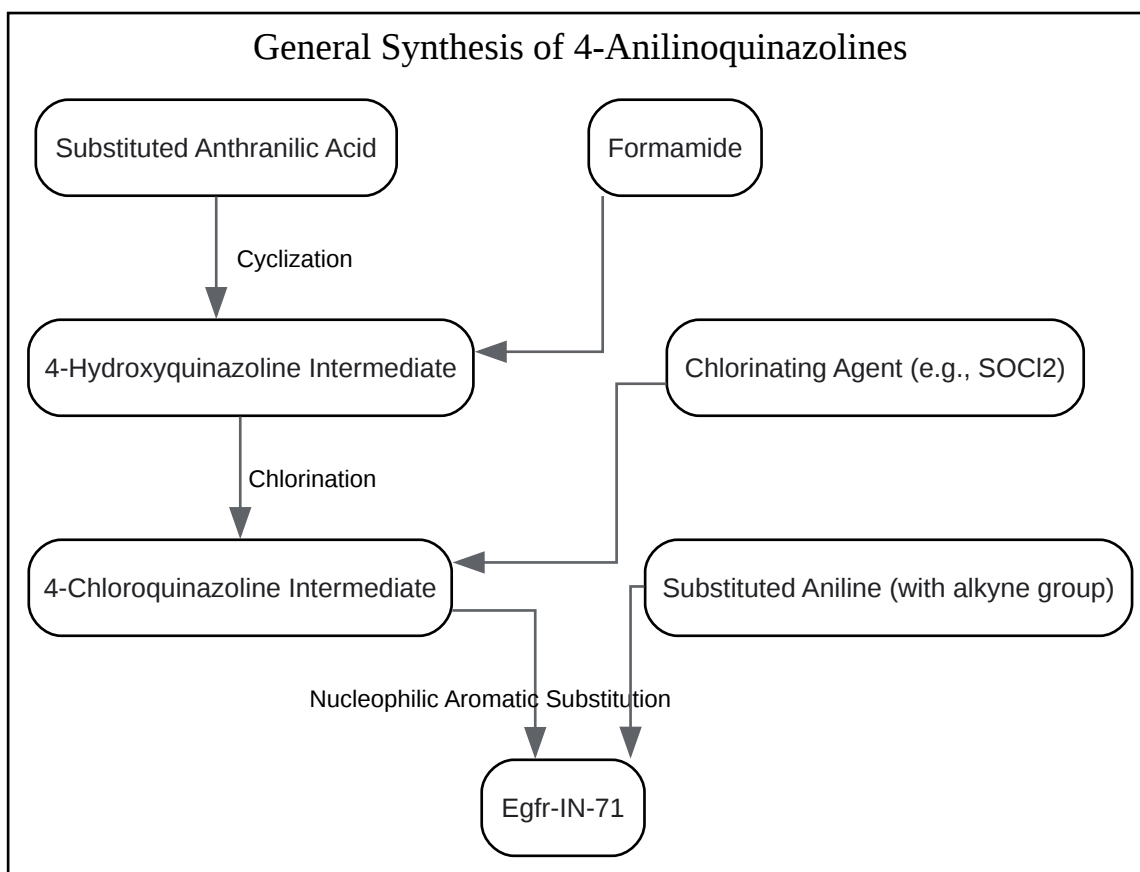 General Synthesis of 4-Anilinoquinazolines
Substituted Anthranilic Acid
Formamide
Cyclization
4-Hydroxyquinazoline Intermediate
Chlorinating Agent (e.g., SOCl2)
Chlorination
4-Chloroquinazoline Intermediate
Substituted Aniline (with alkyne group)
Nucleophilic Aromatic Substitution
Egfr-IN-71